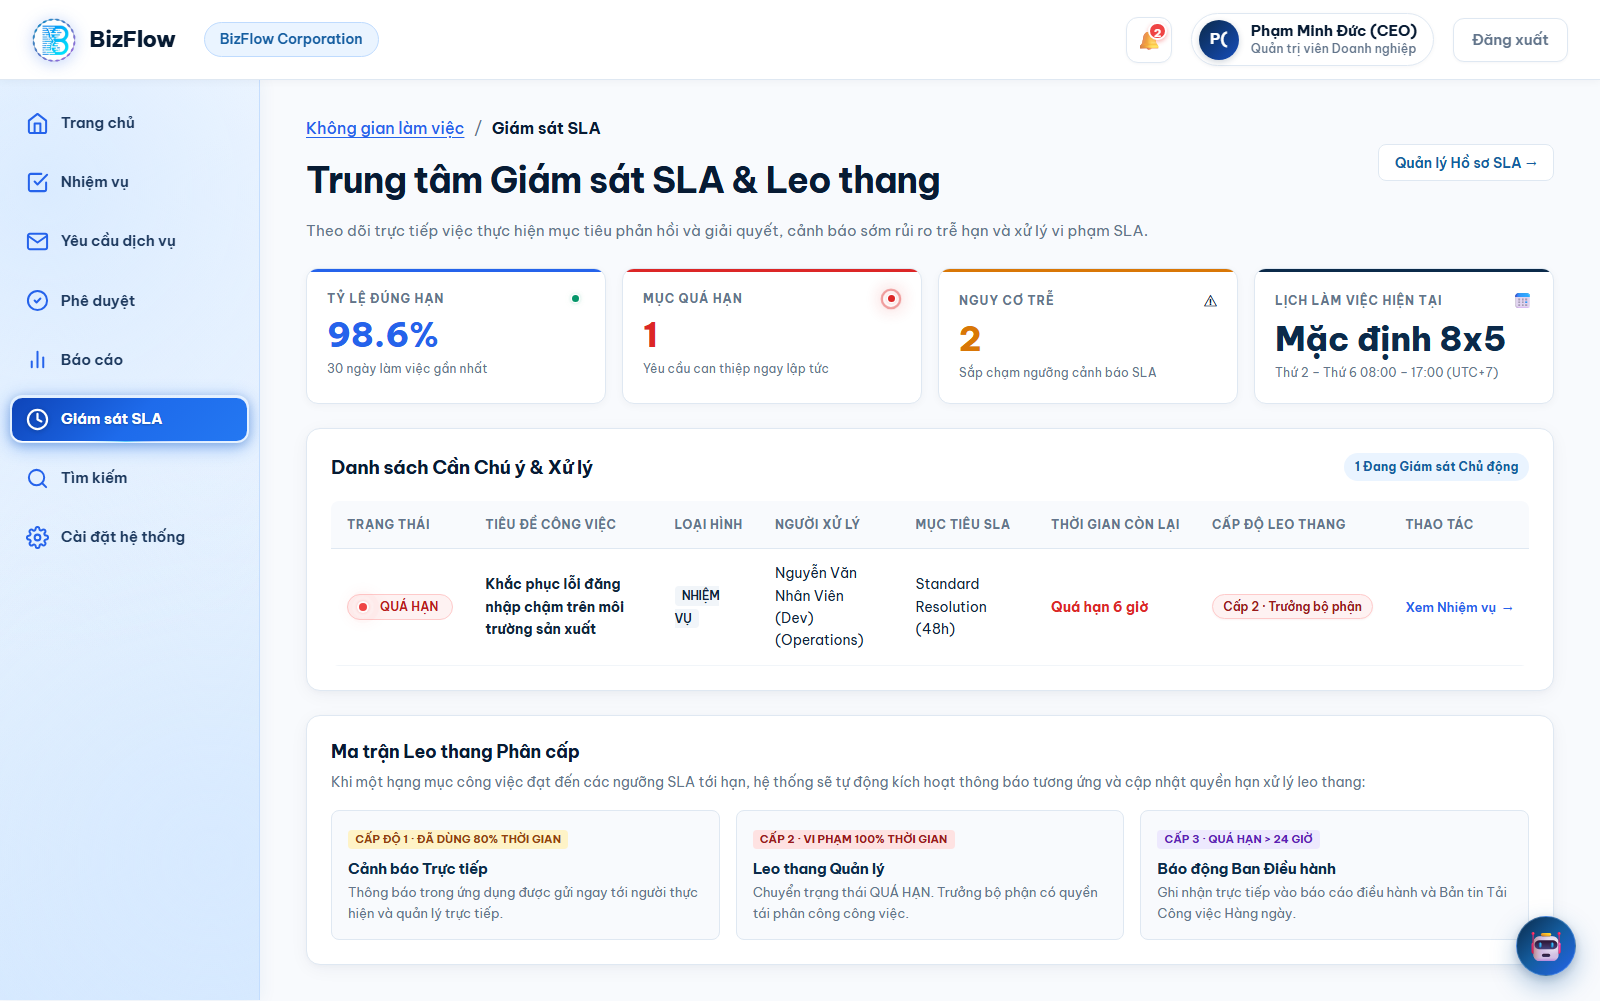 BizFlow
BizFlow Corporation
2
P(
Phạm Minh Đức (CEO)
Quản trị viên Doanh nghiệp
Đăng xuất
Trang chủ
Nhiệm vụ
Yêu cầu dịch vụ
Phê duyệt
Báo cáo
Giám sát SLA
Tìm kiếm
Cài đặt hệ thống
Không gian làm việc / Giám sát SLA
Trung tâm Giám sát SLA & Leo thang
Quản lý Hồ sơ SLA →
Theo dõi trực tiếp việc thực hiện mục tiêu phản hồi và giải quyết, cảnh báo sớm rủi ro trễ hạn và xử lý vi phạm SLA.
TỶ LỆ ĐÚNG HẠN
98.6%
30 ngày làm việc gần nhất
MỤC QUÁ HẠN
1
Yêu cầu can thiệp ngay lập tức
NGUY CƠ TRỄ
2
Sắp chạm ngưỡng cảnh báo SLA
LỊCH LÀM VIỆC HIỆN TẠI
Mặc định 8x5
Thứ 2 – Thứ 6 08:00 – 17:00 (UTC+7)
Danh sách Cần Chú ý & Xử lý
1 Đang Giám sát Chủ động
TRẠNG THÁI TIÊU ĐỀ CÔNG VIỆC LOẠI HÌNH NGƯỜI XỬ LÝ MỤC TIÊU SLA THỜI GIAN CÒN LẠI CẤP ĐỘ LEO THANG THAO TÁC
QUÁ HẠN
Khắc phục lỗi đăng
nhập chậm trên môi
trường sản xuất
NHIỆM
VỤ
Nguyễn Văn
Nhân Viên
(Dev)
(Operations)
Standard
Resolution
(48h)
Quá hạn 6 giờ
Cấp 2 · Trưởng bộ phận
Xem Nhiệm vụ →
Ma trận Leo thang Phân cấp
Khi một hạng mục công việc đạt đến các ngưỡng SLA tới hạn, hệ thống sẽ tự động kích hoạt thông báo tương ứng và cập nhật quyền hạn xử lý leo thang:
CẤP ĐỘ 1 · ĐÃ DÙNG 80% THỜI GIAN
Cảnh báo Trực tiếp
Thông báo trong ứng dụng được gửi ngay tới người thực
hiện và quản lý trực tiếp.
CẤP 2 · VI PHẠM 100% THỜI GIAN
Leo thang Quản lý
Chuyển trạng thái QUÁ HẠN. Trưởng bộ phận có quyền
tái phân công công việc.
CẤP 3 · QUÁ HẠN > 24 GIỜ
Báo động Ban Điều hành
Ghi nhận trực tiếp vào báo cáo điều hành và Bản tin Tải
Công việc Hàng ngày.